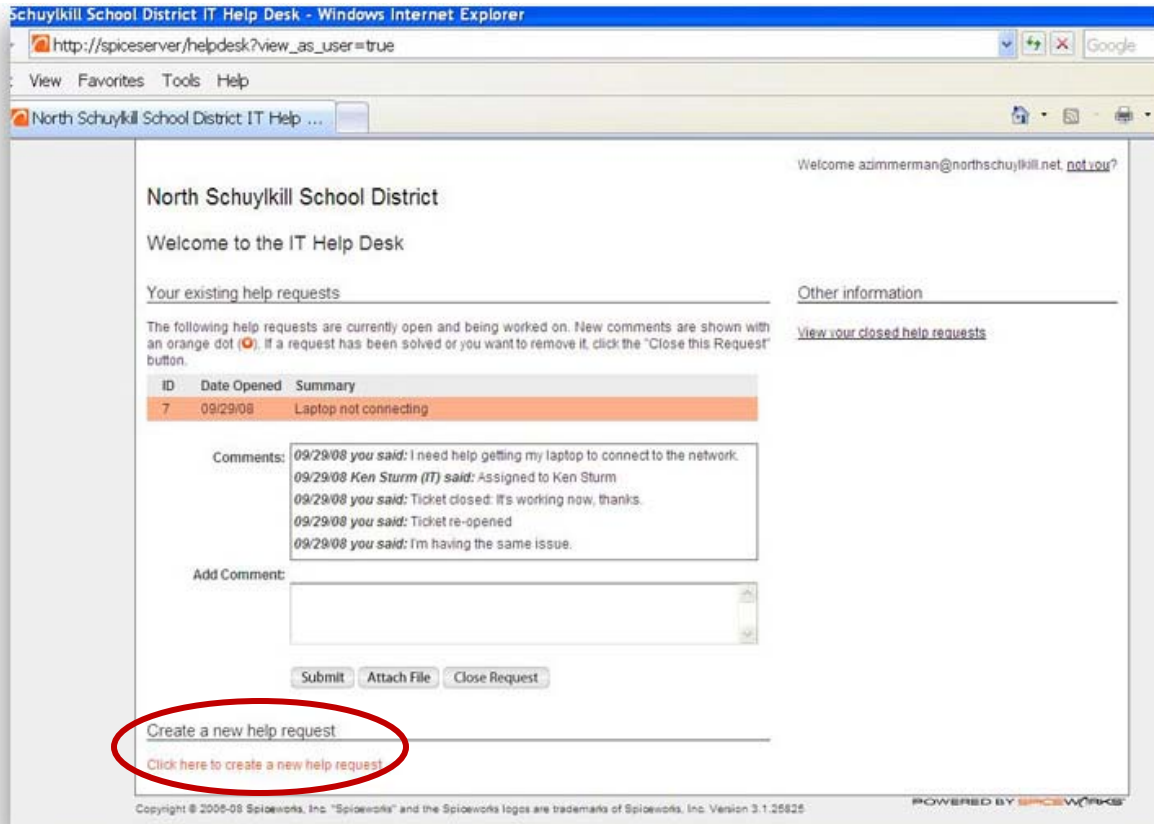 Schuylkill School District IT Help Desk - Windows Internet Explorer
http://spiceserver/helpdesk?view_as_user=true
Google
View Favorites Tools Help
North Schuylkill School District IT Help ...
Welcome azimmerman@northschuylkill.net, not you?
North Schuylkill School District
Welcome to the IT Help Desk
Your existing help requests
Other information
The following help requests are currently open and being worked on. New comments are shown with
an orange dot (). If a request has been solved or you want to remove it, click the "Close this Request"
button.
View your closed help requests
ID Date Opened Summary
7 09/29/08 Laptop not connecting
Comments:
09/29/08 you said: I need help getting my laptop to connect to the network.
09/29/08 Ken Sturm (IT) said: Assigned to Ken Sturm
09/29/08 you said: Ticket closed: It's working now, thanks.
09/29/08 you said: Ticket re-opened
09/29/08 you said: I'm having the same issue.
Add Comment:
Submit Attach File Close Request
Create a new help request
Click here to create a new help request
Copyright © 2006-08 Spiceworks, Inc. "Spiceworks" and the Spiceworks logos are trademarks of Spiceworks, Inc. Version 3.1.25825
POWERED BY SPICEWORKS